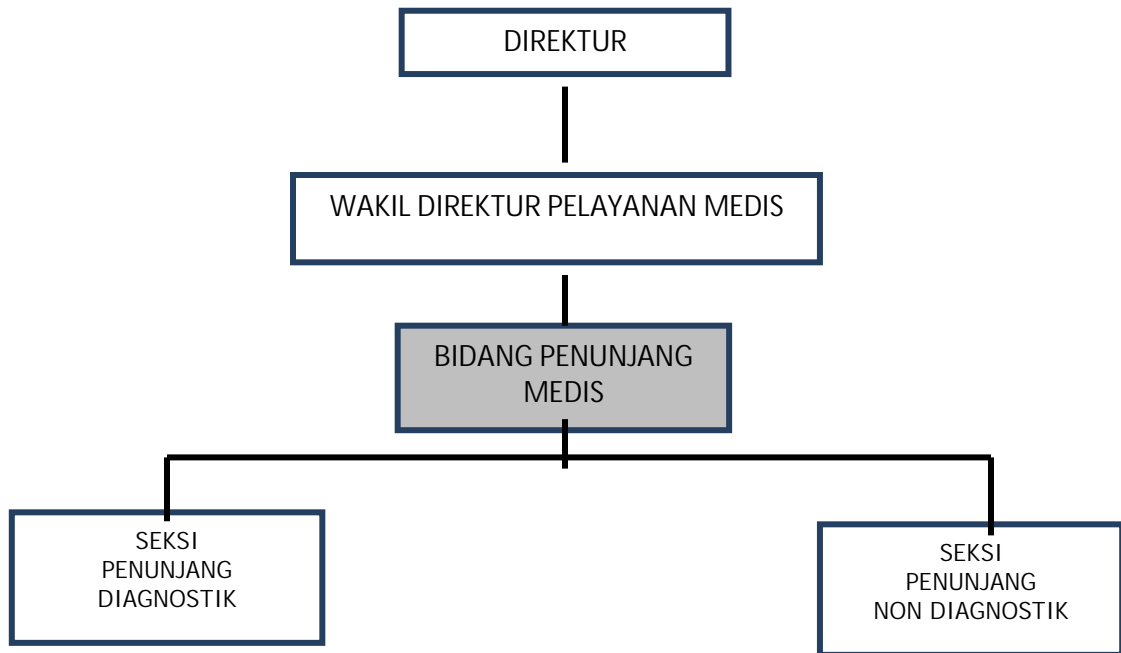 DIREKTUR
WAKIL DIREKTUR PELAYANAN MEDIS
BIDANG PENUNJANG
MEDIS
SEKSI
PENUNJANG
DIAGNOSTIK
SEKSI
PENUNJANG
NON DIAGNOSTIK